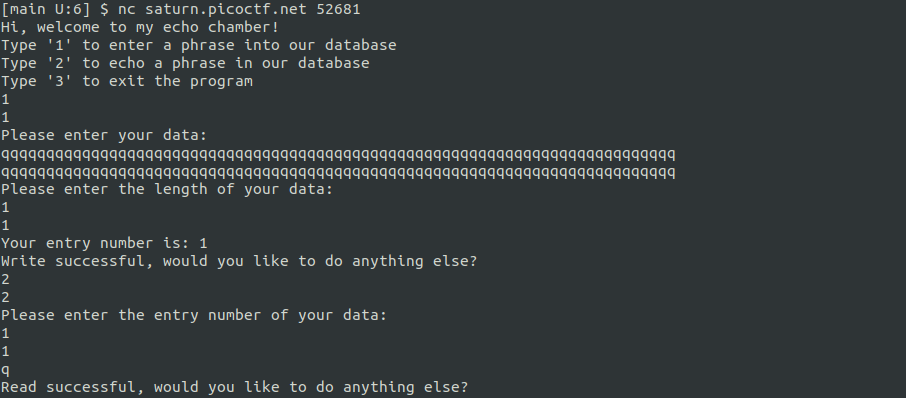 [main U:6] $ nc saturn.picoctf.net 52681
Hi, welcome to my echo chamber!
Type '1' to enter a phrase into our database
Type '2' to echo a phrase in our database
Type '3' to exit the program
1
1
Please enter your data:
qqqqqqqqqqqqqqqqqqqqqqqqqqqqqqqqqqqqqqqqqqqqqqqqqqqqqqqqqqqqqqqqqqqqqqqqqqq
qqqqqqqqqqqqqqqqqqqqqqqqqqqqqqqqqqqqqqqqqqqqqqqqqqqqqqqqqqqqqqqqqqqqqqqqqqq
Please enter the length of your data:
1
1
Your entry number is: 1
Write successful, would you like to do anything else?
2
2
Please enter the entry number of your data:
1
1
q
Read successful, would you like to do anything else?